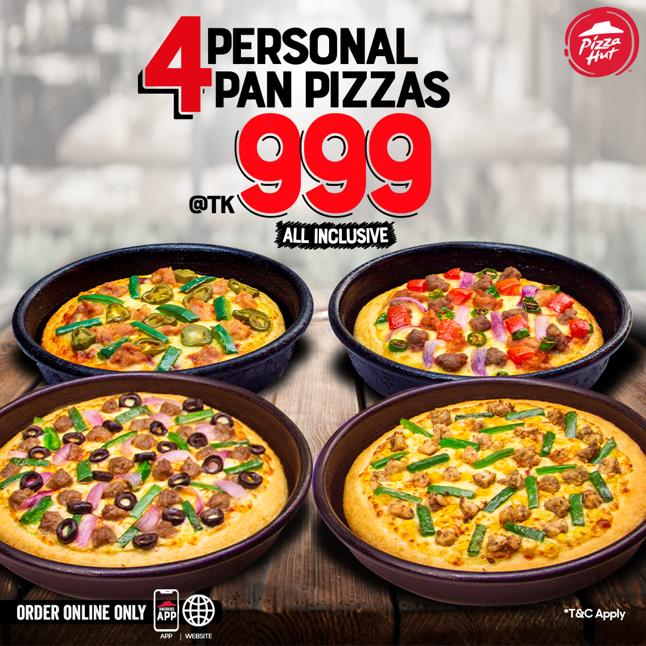 4 PERSONAL
PAN PIZZAS
@TK 999
ALL INCLUSIVE
Pizza
Hut
ORDER ONLINE ONLY
APP
APP | WEBSITE
*T&C Apply